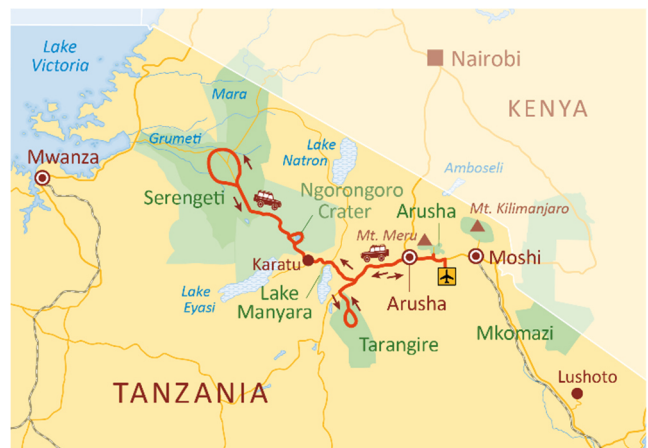 Lake
Victoria
Nairobi
Mara
KENYA
Grumeti
Lake
Natron
Mwanza
Amboseli
Serengeti
Ngorongoro
Crater
Arusha
Mt. Kilimanjaro
Mt. Meru
Moshi
Karatu
Lake
Eyasi
Lake
Manyara
Arusha
Mkomazi
Tarangire
Lushoto
TANZANIA